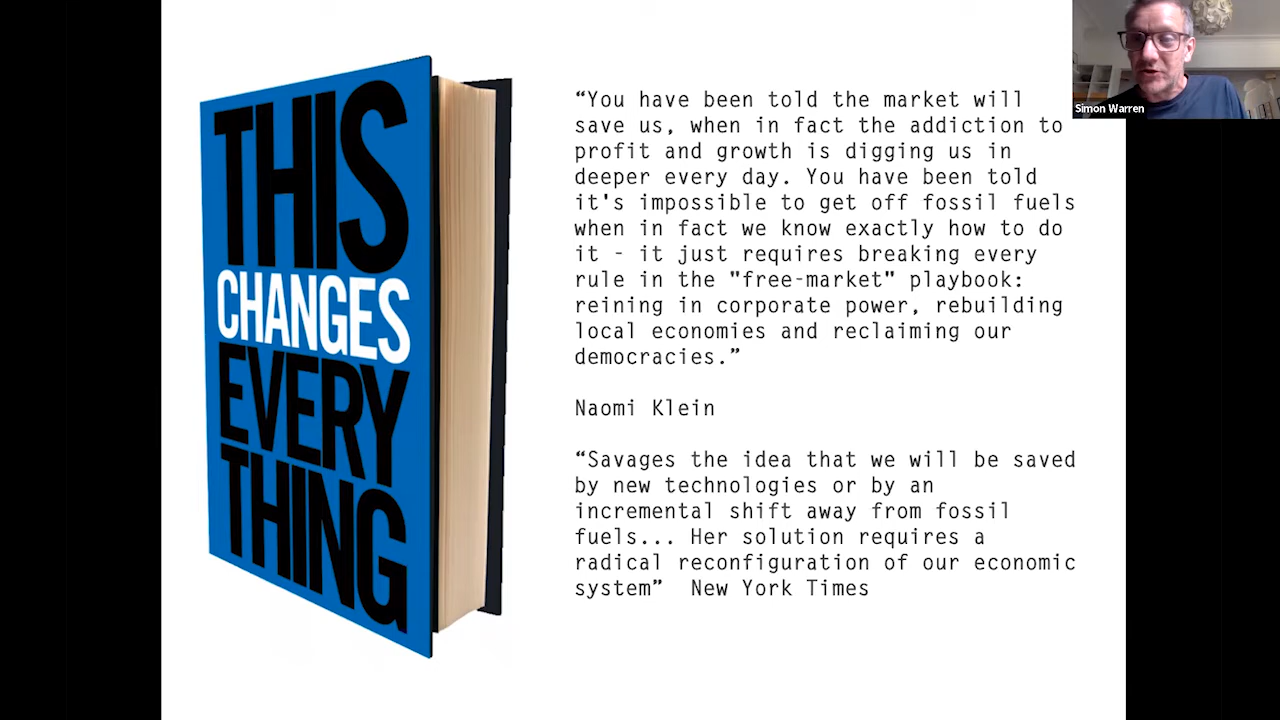 THIS
CHANGES
EVERY
THING
“You have been told the market will
save us, when in fact the addiction to
profit and growth is digging us in
deeper every day. You have been told
it's impossible to get off fossil fuels
when in fact we know exactly how to do
it - it just requires breaking every
rule in the "free-market" playbook:
reining in corporate power, rebuilding
local economies and reclaiming our
democracies.”
Naomi Klein
“Savages the idea that we will be saved
by new technologies or by an
incremental shift away from fossil
fuels... Her solution requires a
radical reconfiguration of our economic
system” New York Times
Simon Warren